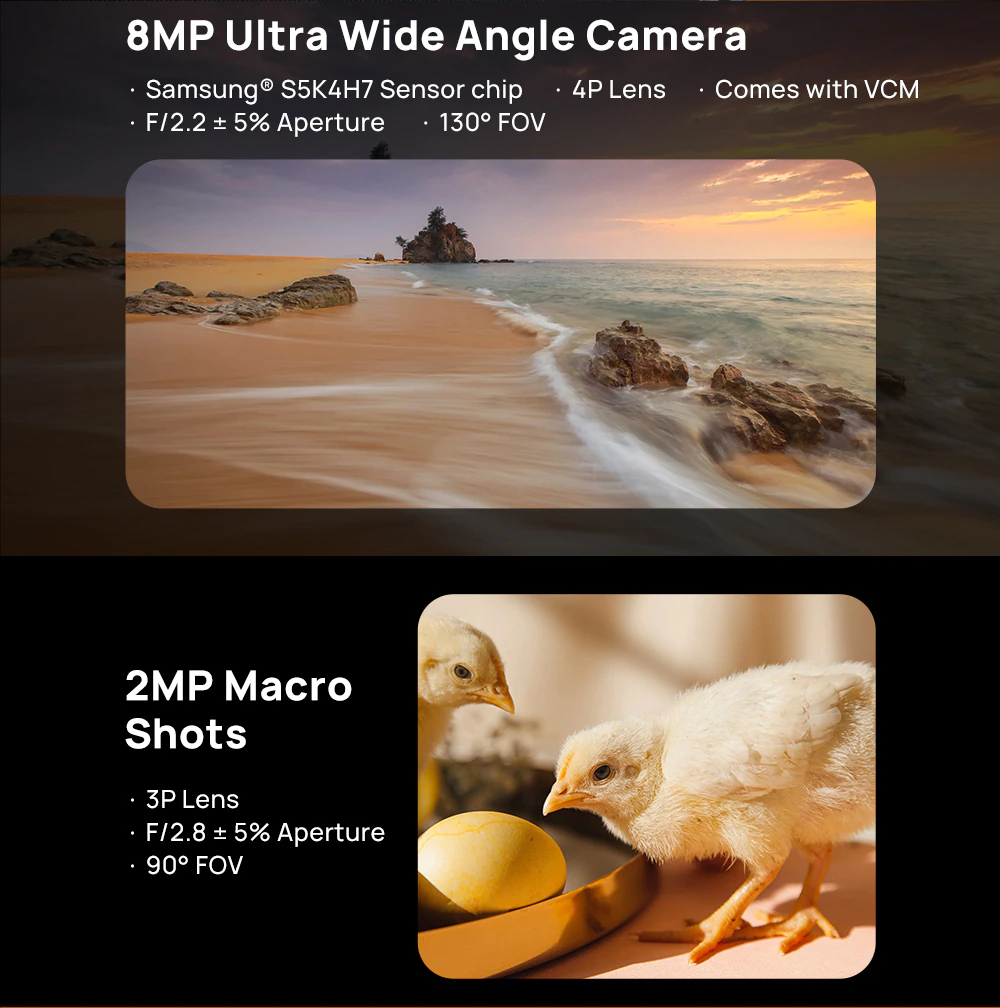 8MP Ultra Wide Angle Camera
· Samsung® S5K4H7 Sensor chip · 4P Lens · Comes with VCM
· F/2.2 ± 5% Aperture · 130° FOV
2MP Macro
Shots
· 3P Lens
· F/2.8 ± 5% Aperture
· 90° FOV